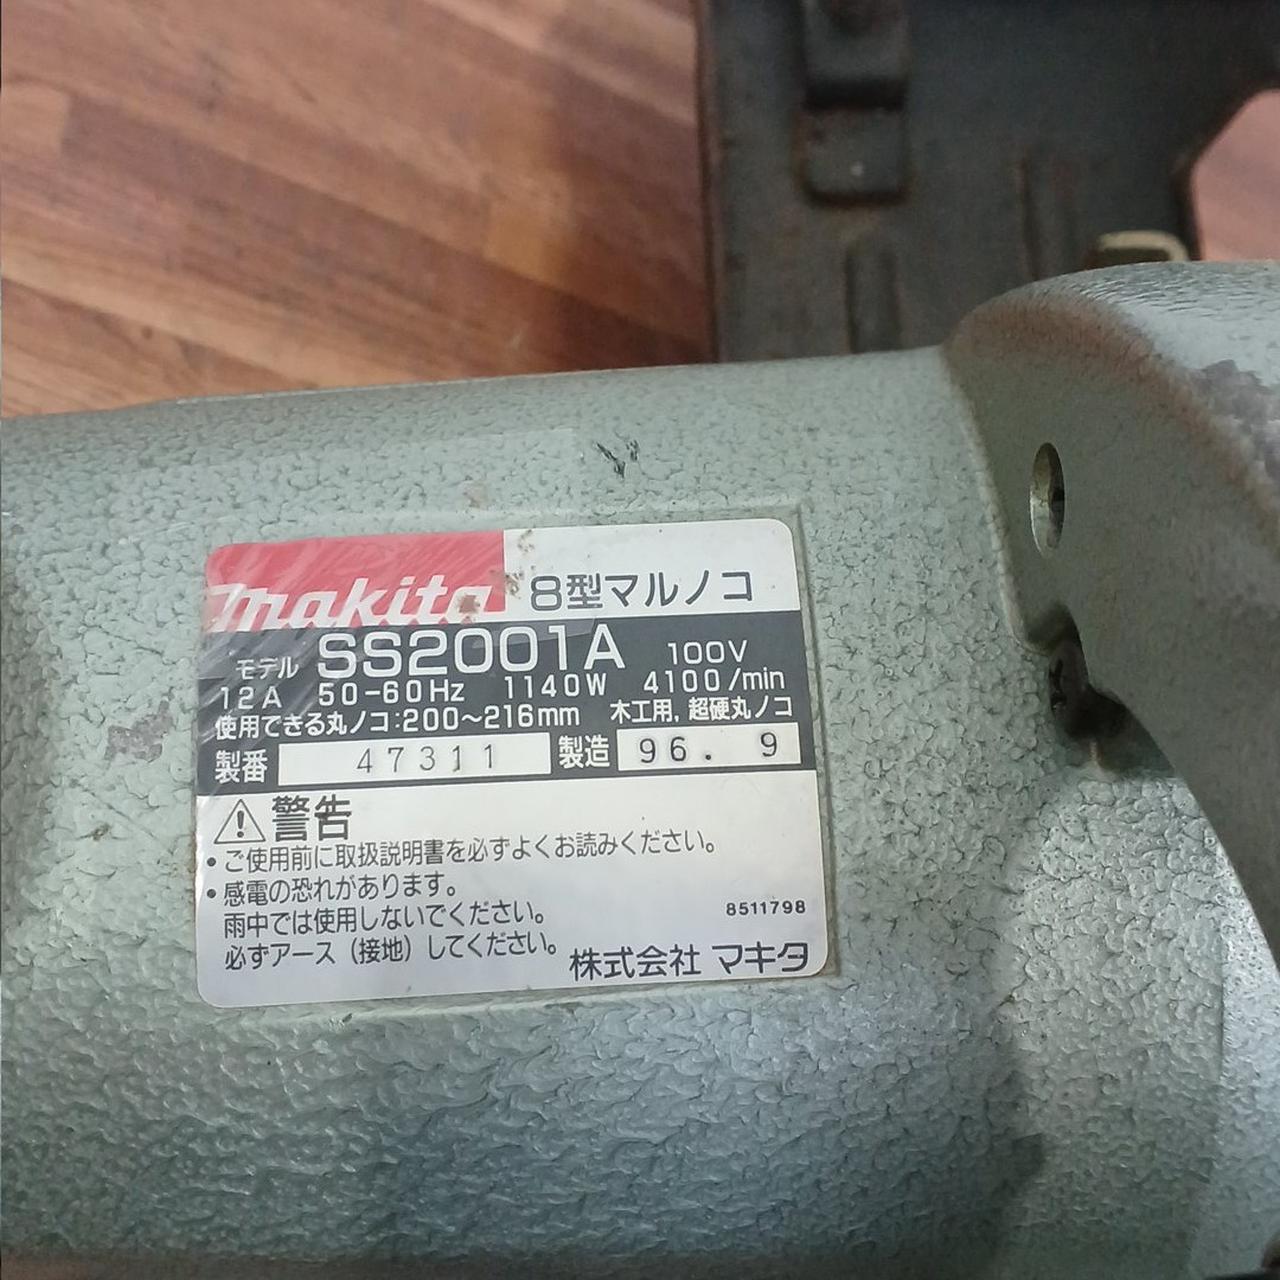 makita 8型マルノコ
モデル SS2001A 100V
12A 50-60Hz 1140W 4100/min
使用できる丸ノコ:200〜216mm 木工用, 超硬丸ノコ
製番 47311 製造 96. 9
警告
• ご使用前に取扱説明書を必ずよくお読みください。
• 感電の恐れがあります。
雨中では使用しないでください。
必ずアース(接地)してください。
8511798
株式会社 マキタ